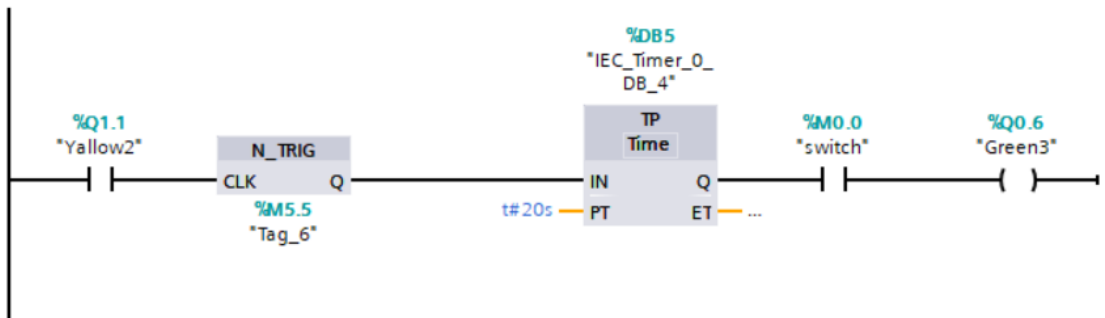 %DB5
"IEC_Timer_0_
DB_4"
%Q1.1
"Yallow2"
N_TRIG
CLK Q
%M5.5
"Tag_6"
TP
Time
IN Q
t#20s PT ET ...
%M0.0
"switch"
%Q0.6
"Green3"